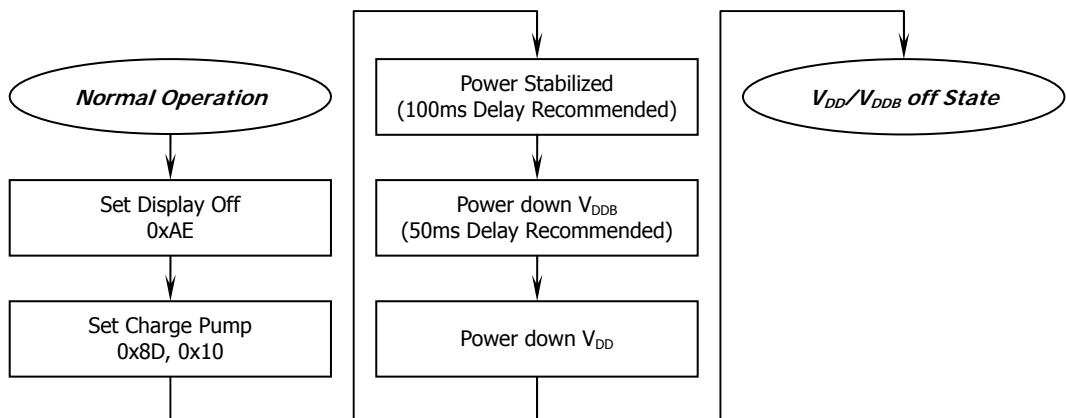 Normal Operation
Set Display Off
0xAE
Set Charge Pump
0x8D, 0x10
Power Stabilized
(100ms Delay Recommended)
Power down VDDB
(50ms Delay Recommended)
Power down VDD
VDD/VDDB off State